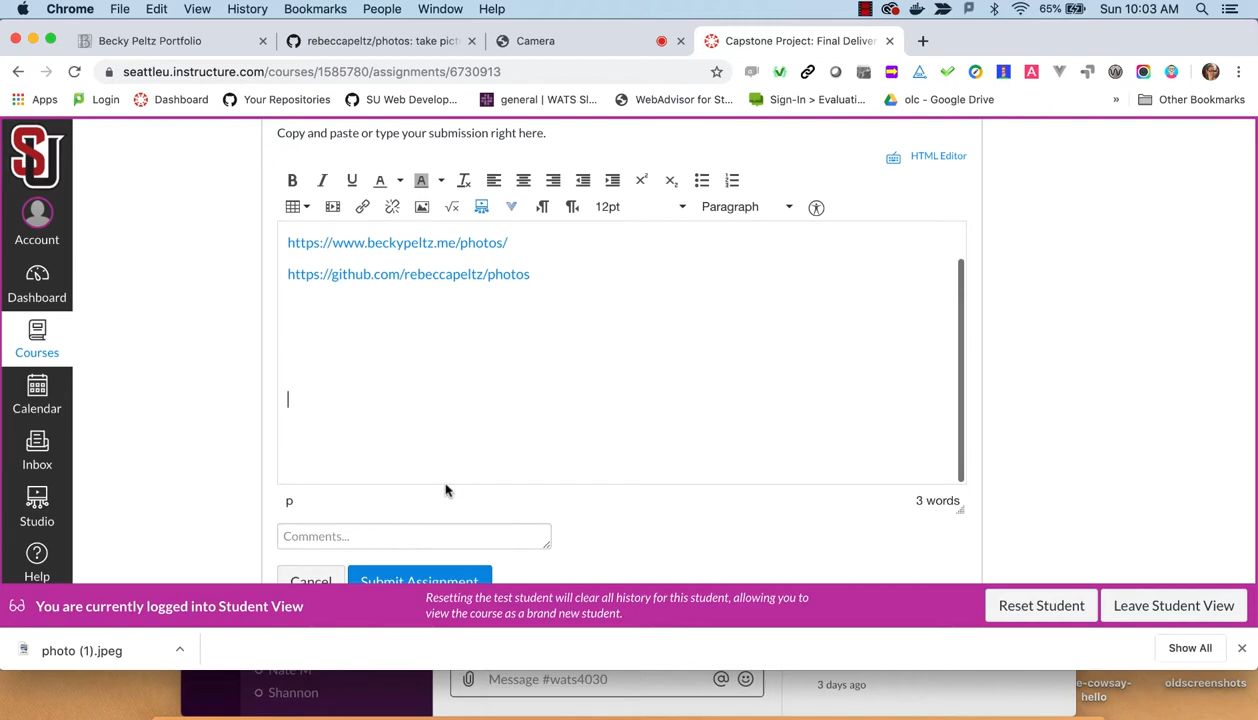 Chrome File Edit View History Bookmarks People Window Help 65% Sun 10:03 AM
Becky Peltz Portfolio rebeccapeltz/photos: take pict Camera Capstone Project: Final Deliver
seattleu.instructure.com/courses/1585780/assignments/6730913
Apps Login Dashboard Your Repositories SU Web Develop... general | WATS Sl... WebAdvisor for St... Sign-In > Evaluati... olc - Google Drive » Other Bookmarks
Copy and paste or type your submission right here.
HTML Editor
12pt Paragraph
https://www.beckypeltz.me/photos/
https://github.com/rebeccapeltz/photos
p 3 words
Comments...
Cancel Submit Assignment
Account
Dashboard
Courses
Calendar
Inbox
Studio
Help
You are currently logged into Student View
Resetting the test student will clear all history for this student, allowing you to
view the course as a brand new student.
Reset Student Leave Student View
photo (1).jpeg Show All
Nate M
Shannon
Message #wats4030
3 days ago
e-cowsay-
hello
oldscreenshots